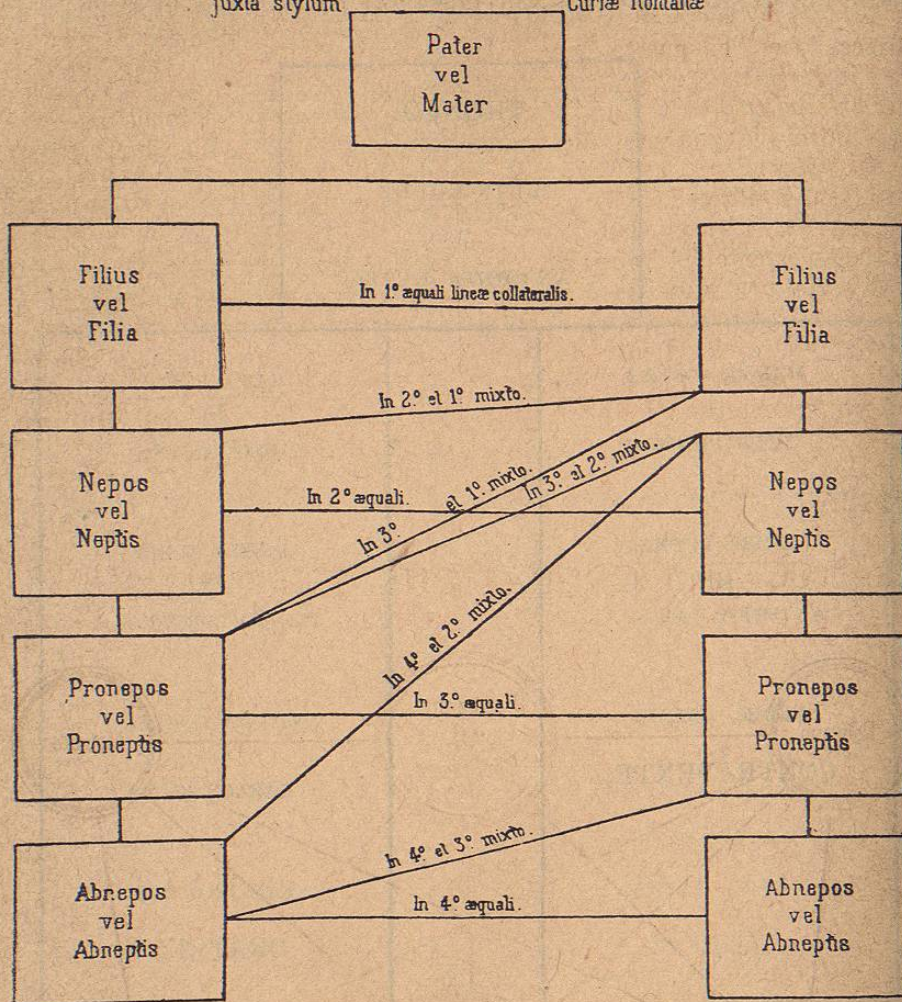 juxta stylum Curiæ Romanæ
Pater
vel
Mater
Filius
vel
Filia
In 1.º æquali lineæ collateralis.
Filius
vel
Filia
In 2.º et 1.º mixto.
Nepos
vel
Neptis
In 2.º æquali.
In 3.º et 1.º mixto.
In 3.º et 2.º mixto.
Nepos
vel
Neptis
In 4.º et 2.º mixto.
Pronepos
vel
Proneptis
In 3.º æquali.
Pronepos
vel
Proneptis
In 4.º et 3.º mixto.
Abnepos
vel
Abneptis
In 4.º æquali.
Abnepos
vel
Abneptis